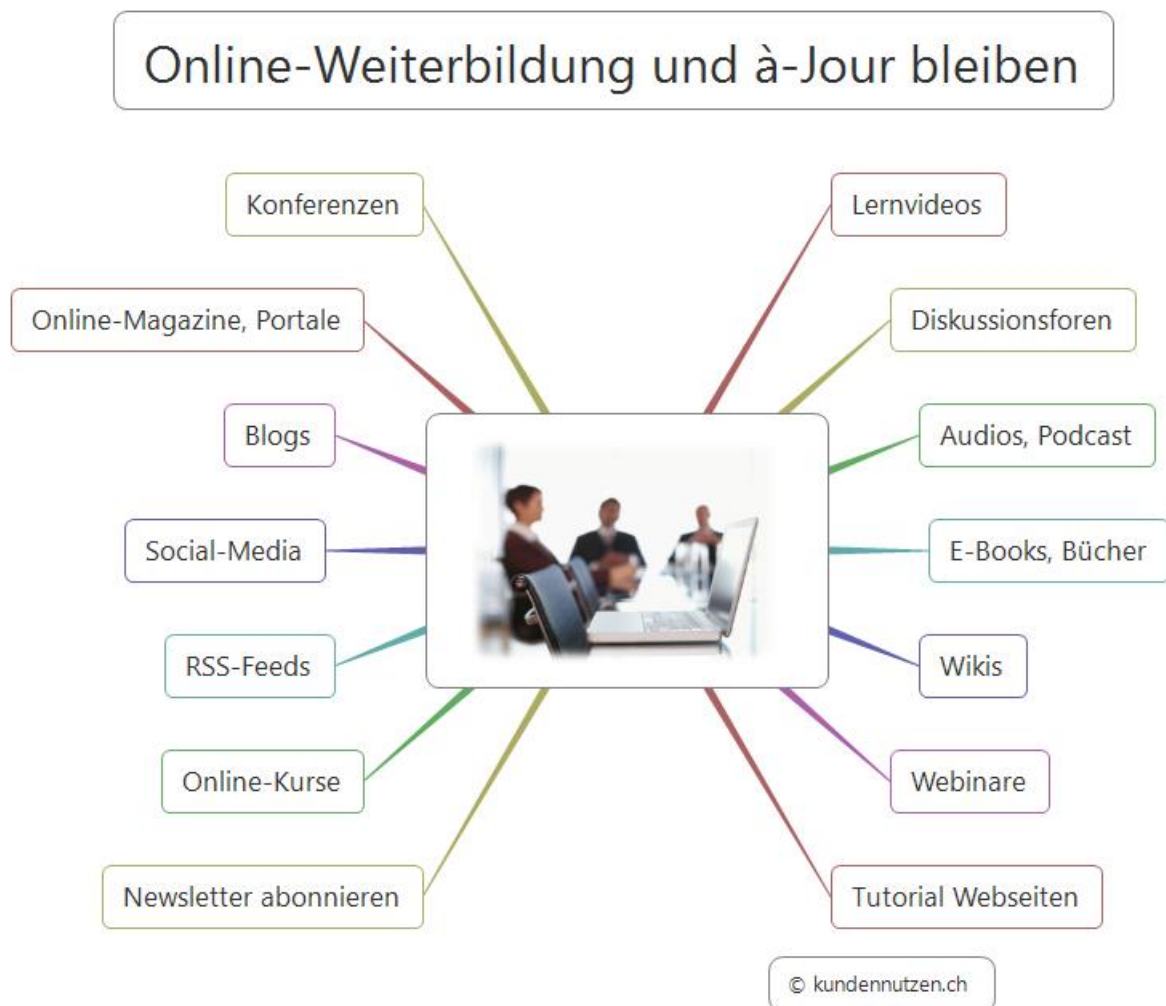 Online-Weiterbildung und à-Jour bleiben
Konferenzen
Online-Magazine, Portale
Blogs
Social-Media
RSS-Feeds
Online-Kurse
Newsletter abonnieren
Lernvideos
Diskussionsforen
Audios, Podcast
E-Books, Bücher
Wikis
Webinare
Tutorial Webseiten
© kundennutzen.ch